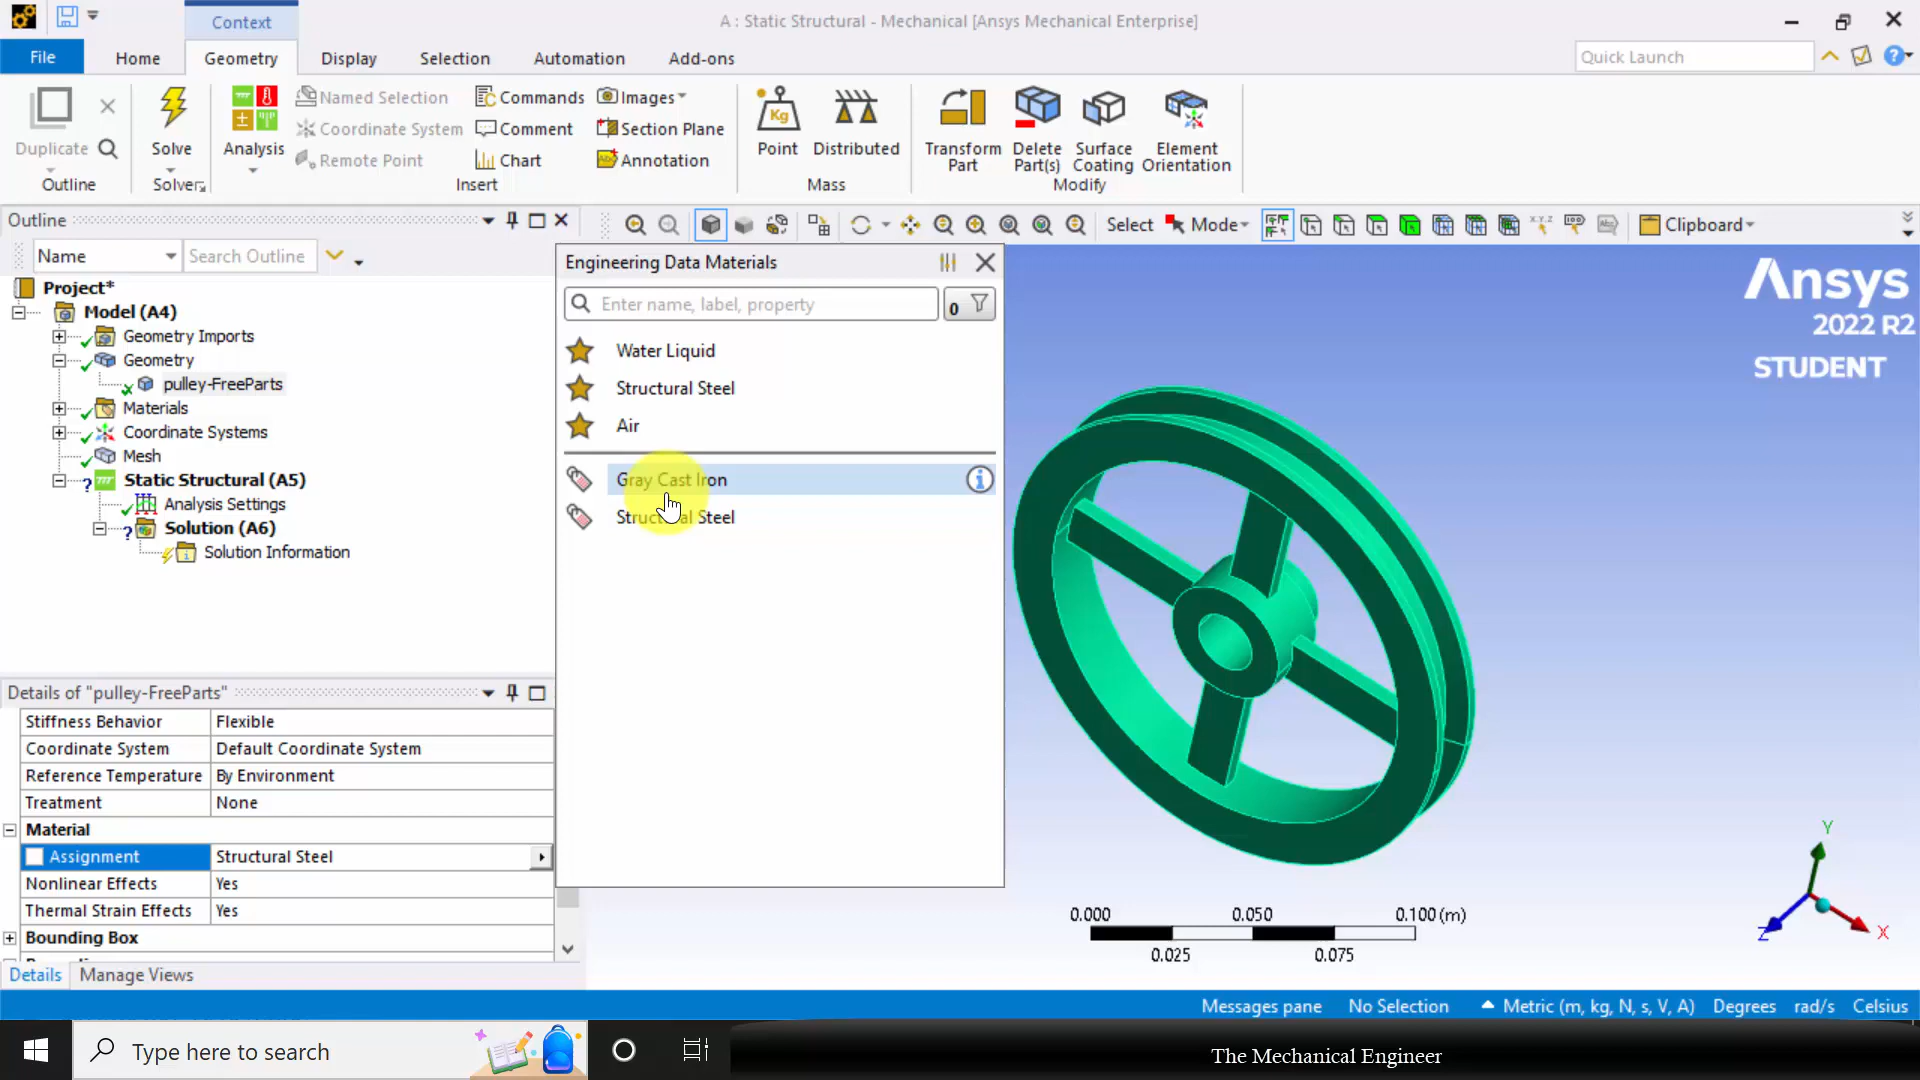 Context
A : Static Structural - Mechanical [Ansys Mechanical Enterprise]
File
Home
Geometry
Display
Selection
Automation
Add-ons
Quick Launch
Duplicate
Outline
Solve
Solver
Analysis
Named Selection
Coordinate System
Remote Point
Commands
Comment
Chart
Images
Section Plane
Annotation
Insert
Kg
Point
Distributed
Mass
Transform Part
Delete Part(s)
Surface Coating
Element Orientation
Modify
Outline
Name
Search Outline
Select
Mode
Clipboard
Project*
Model (A4)
Geometry Imports
Geometry
pulley-FreeParts
Materials
Coordinate Systems
Mesh
Static Structural (A5)
Analysis Settings
Solution (A6)
Solution Information
Engineering Data Materials
Enter name, label, property
0
Water Liquid
Structural Steel
Air
Gray Cast Iron
Structural Steel
Ansys
2022 R2
STUDENT
Details of "pulley-FreeParts"
Stiffness Behavior Flexible
Coordinate System Default Coordinate System
Reference Temperature By Environment
Treatment None
Material
Assignment Structural Steel
Nonlinear Effects Yes
Thermal Strain Effects Yes
Bounding Box
Details
Manage Views
0.000 0.050 0.100 (m)
0.025 0.075
Y
Z
X
Messages pane
No Selection
Metric (m, kg, N, s, V, A)
Degrees
rad/s
Celsius
Type here to search
The Mechanical Engineer